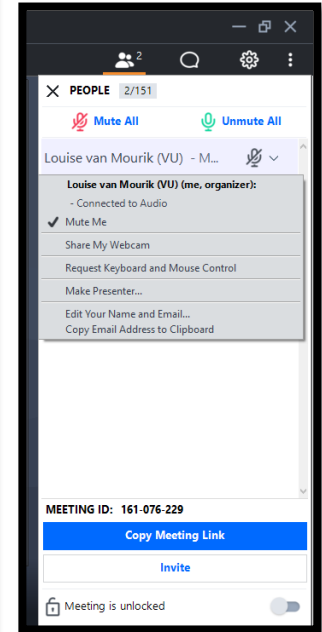 2
PEOPLE 2/151
Mute All Unmute All
Louise van Mourik (VU) - M...
Louise van Mourik (VU) (me, organizer):
- Connected to Audio
Mute Me
Share My Webcam
Request Keyboard and Mouse Control
Make Presenter...
Edit Your Name and Email...
Copy Email Address to Clipboard
MEETING ID: 161-076-229
Copy Meeting Link
Invite
Meeting is unlocked